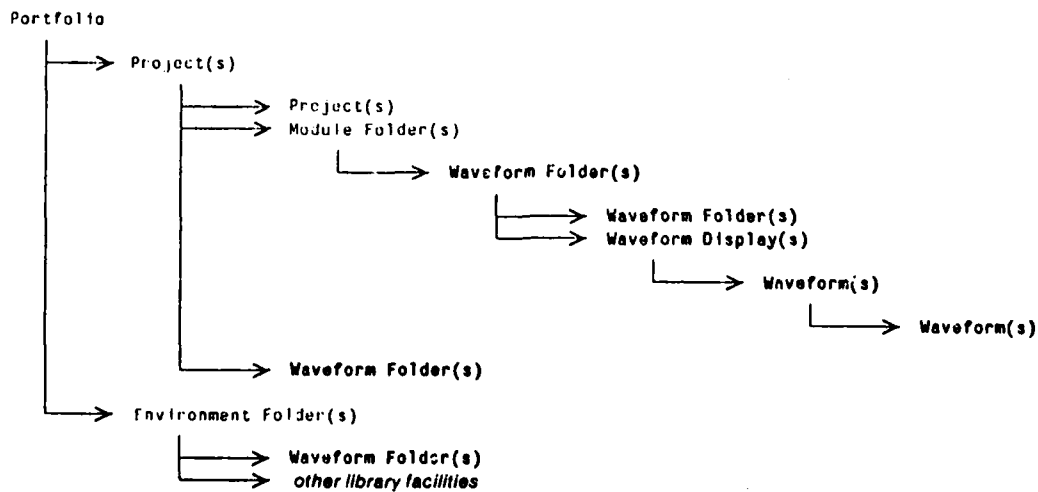 Portfolio
Project(s)
Project(s)
Module Folder(s)
Waveform Folder(s)
Waveform Folder(s)
Waveform Display(s)
Waveform(s)
Waveform(s)
Waveform Folder(s)
Environment Folder(s)
Waveform Folder(s)
other library facilities